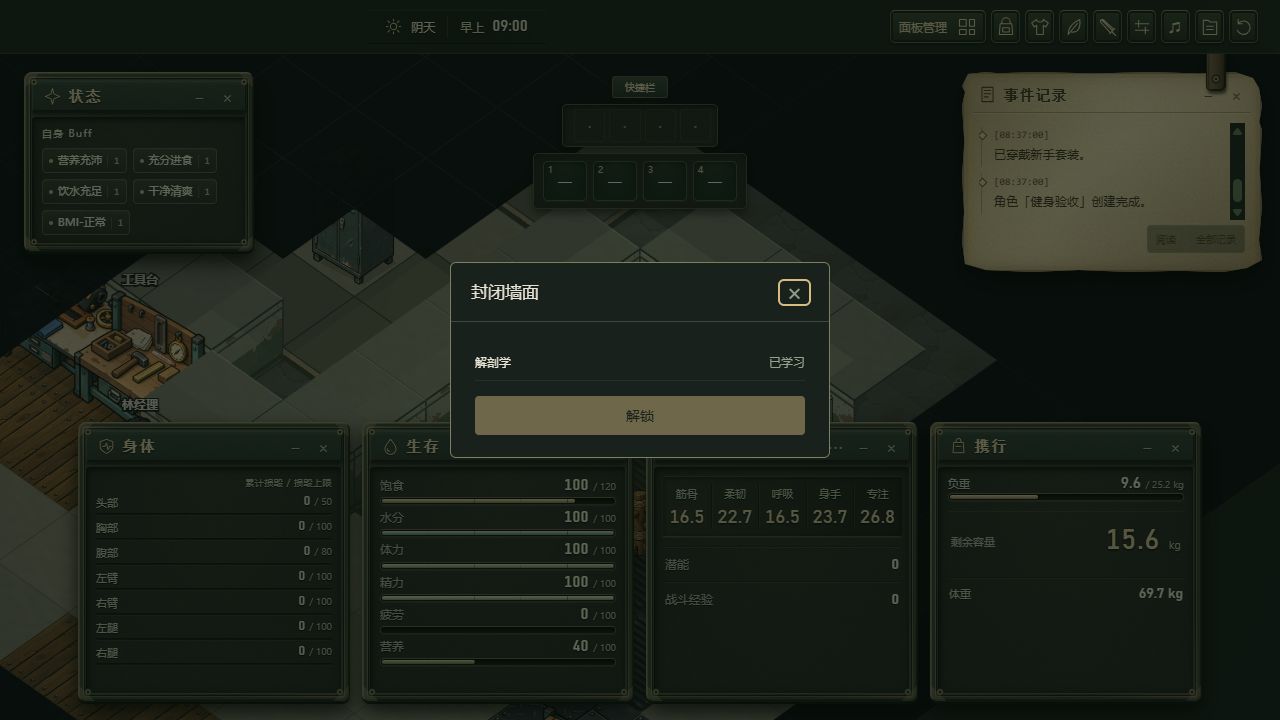 阴天 早上 09:00 面板管理
状态
自身 Buff
营养充沛 1 充分进食 1
饮水充足 1 干净清爽 1
BMI-正常 1
快捷栏
1 2 3 4
事件记录
[08:37:00]
已穿戴新手套装。
[08:37:00]
角色「健身验收」创建完成。
阅读 全部记录
工具台
林经理
封闭墙面
解剖学 已学习
解锁
身体
累计损毁 / 损毁上限
头部 0 / 50
胸部 0 / 100
腹部 0 / 80
左臂 0 / 100
右臂 0 / 100
左腿 0 / 100
右腿 0 / 100
生存
饱食 100 / 120
水分 100 / 100
体力 100 / 100
精力 100 / 100
疲劳 0 / 100
营养 40 / 100
筋骨 柔韧 呼吸 身手 专注
16.5 22.7 16.5 23.7 26.8
潜能 0
战斗经验 0
携行
负重 9.6 / 25.2 kg
剩余容量 15.6 kg
体重 69.7 kg